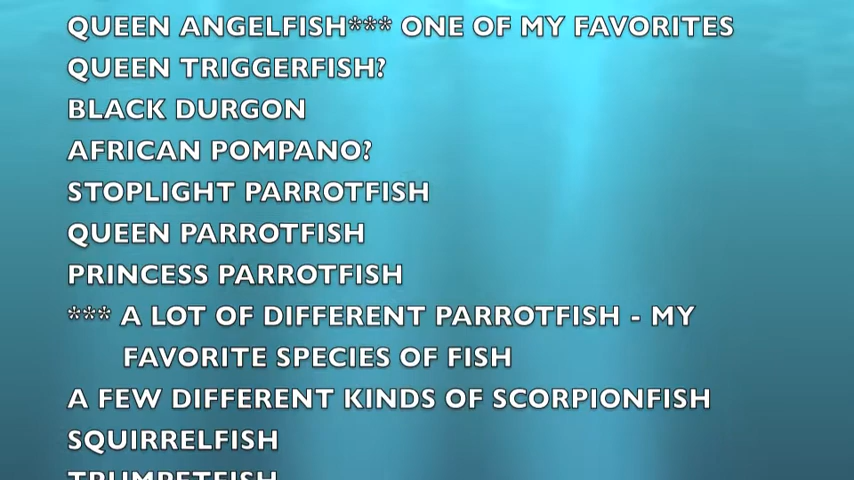 QUEEN ANGELFISH*** ONE OF MY FAVORITES
QUEEN TRIGGERFISH?
BLACK DURGON
AFRICAN POMPANO?
STOPLIGHT PARROTFISH
QUEEN PARROTFISH
PRINCESS PARROTFISH
*** A LOT OF DIFFERENT PARROTFISH - MY
FAVORITE SPECIES OF FISH
A FEW DIFFERENT KINDS OF SCORPIONFISH
SQUIRRELFISH
TRUMPETFISH